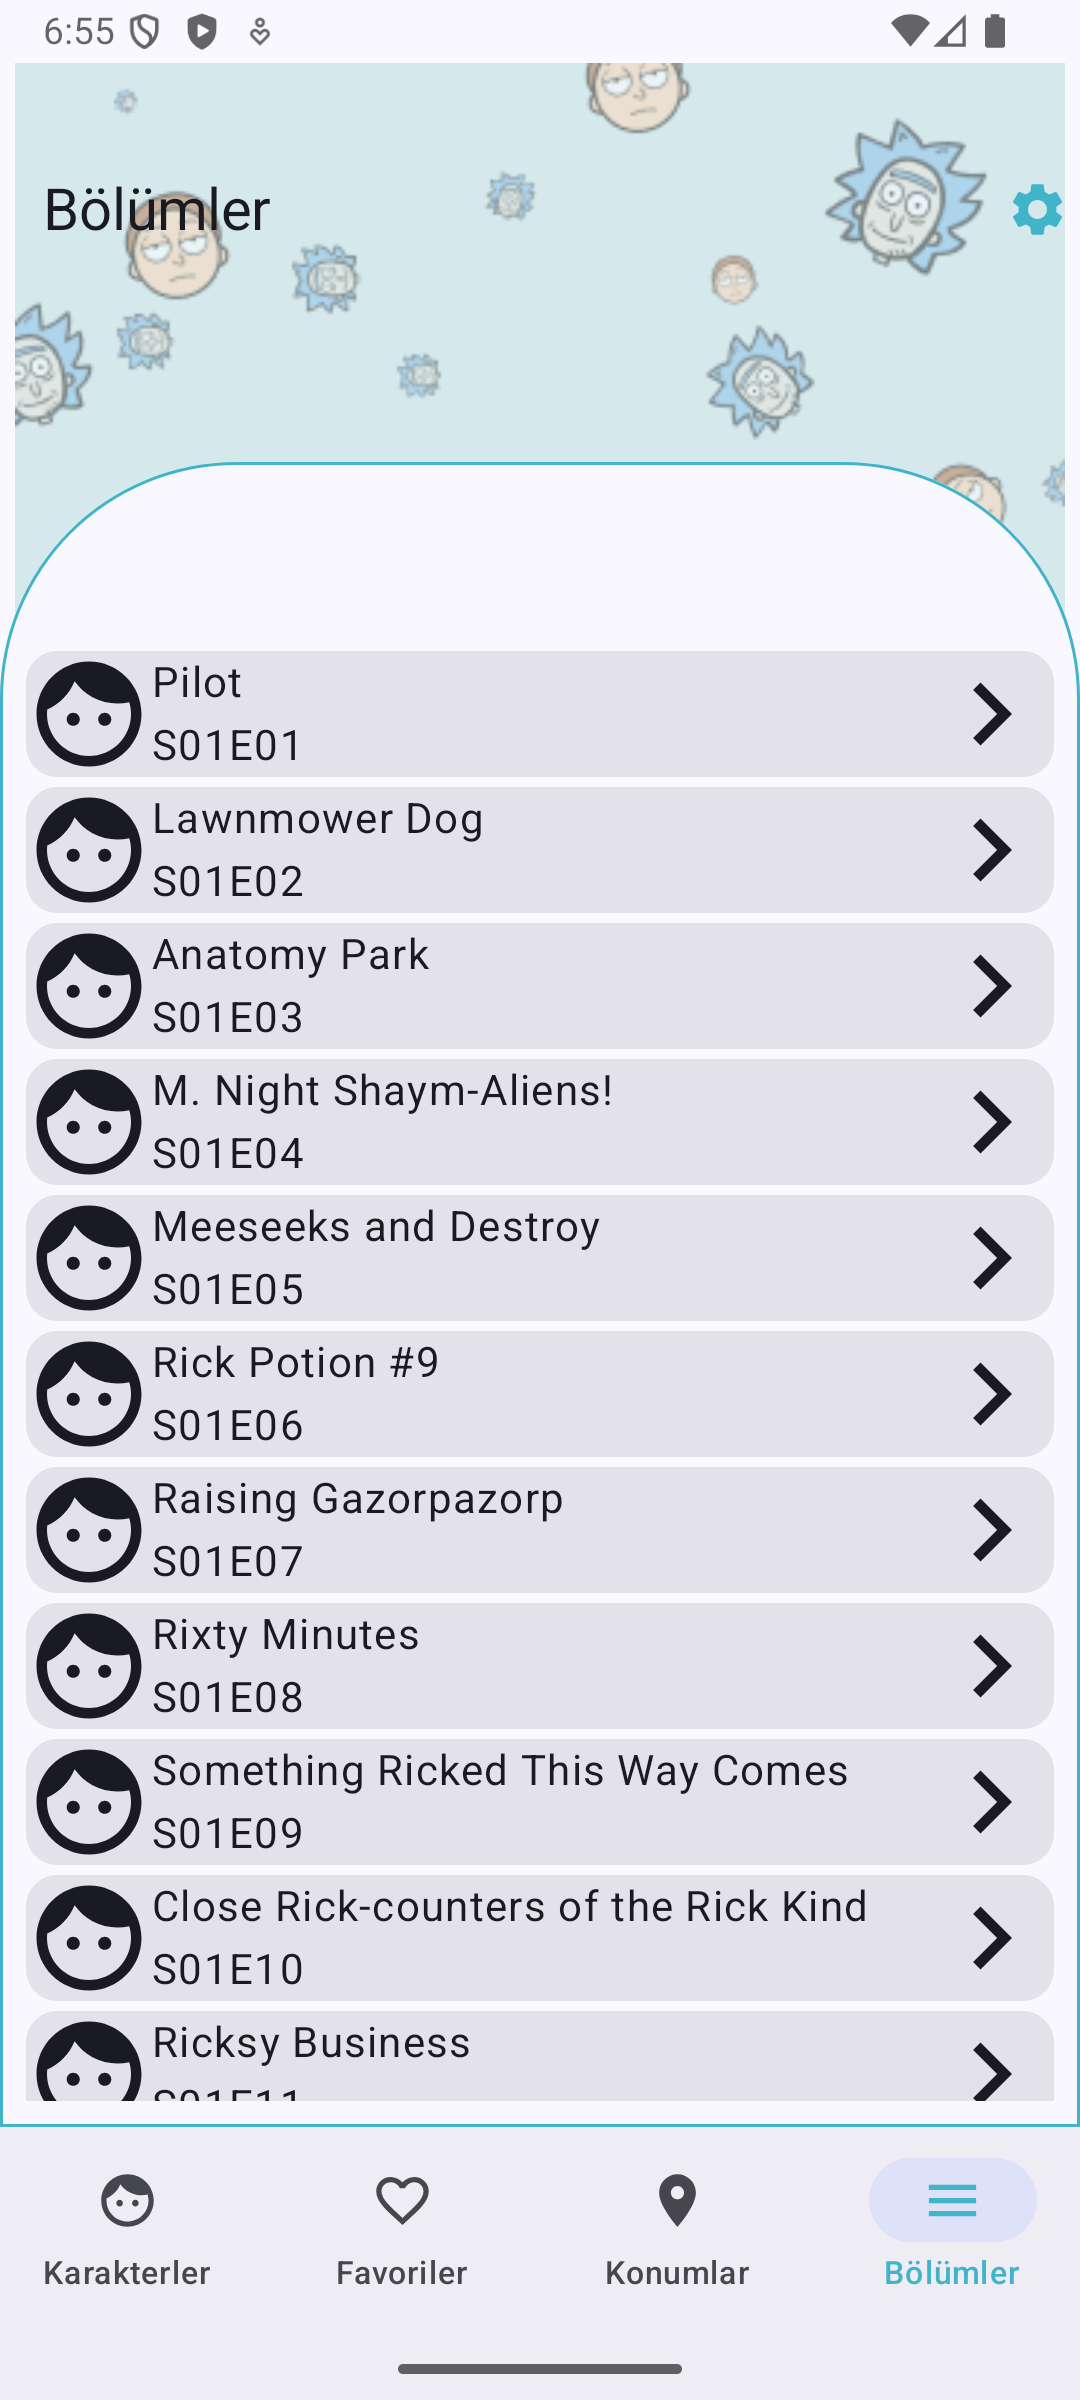 6:55
Bölümler
Pilot
S01E01
Lawnmower Dog
S01E02
Anatomy Park
S01E03
M. Night Shaym-Aliens!
S01E04
Meeseeks and Destroy
S01E05
Rick Potion #9
S01E06
Raising Gazorpazorp
S01E07
Rixty Minutes
S01E08
Something Ricked This Way Comes
S01E09
Close Rick-counters of the Rick Kind
S01E10
Ricksy Business
S01E11
Karakterler
Favoriler
Konumlar
Bölümler